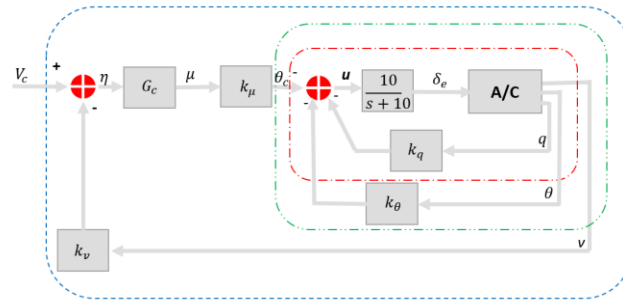 +
V_c
η
G_c
μ
k_μ
θ_c
-
u
10
s + 10
δ_e
A/C
-
-
-
k_q
q
k_θ
θ
k_v
v